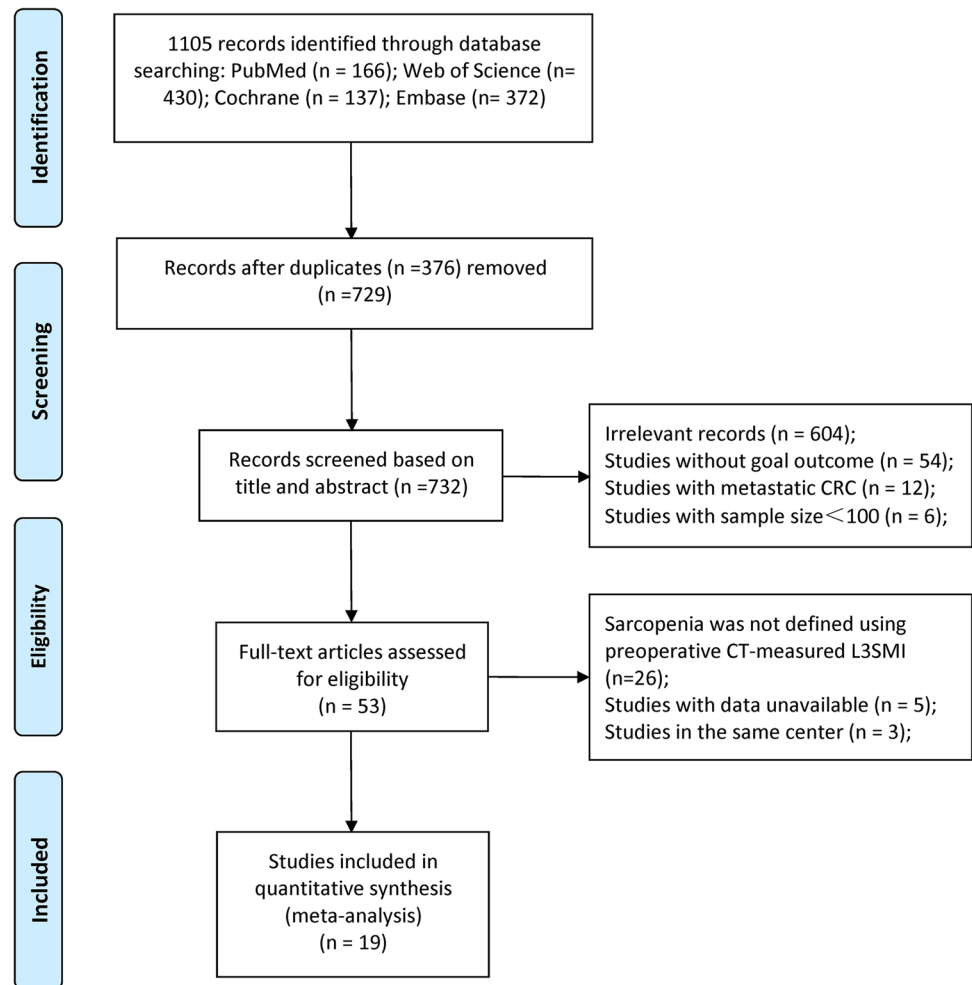 Identification
1105 records identified through database
searching: PubMed (n = 166); Web of Science (n=
430); Cochrane (n = 137); Embase (n= 372)
Records after duplicates (n =376) removed
(n =729)
Screening
Records screened based on
title and abstract (n =732)
Irrelevant records (n = 604);
Studies without goal outcome (n = 54);
Studies with metastatic CRC (n = 12);
Studies with sample size＜100 (n = 6);
Eligibility
Full-text articles assessed
for eligibility
(n = 53)
Sarcopenia was not defined using
preoperative CT-measured L3SMI
(n=26);
Studies with data unavailable (n = 5);
Studies in the same center (n = 3);
Included
Studies included in
quantitative synthesis
(meta-analysis)
(n = 19)